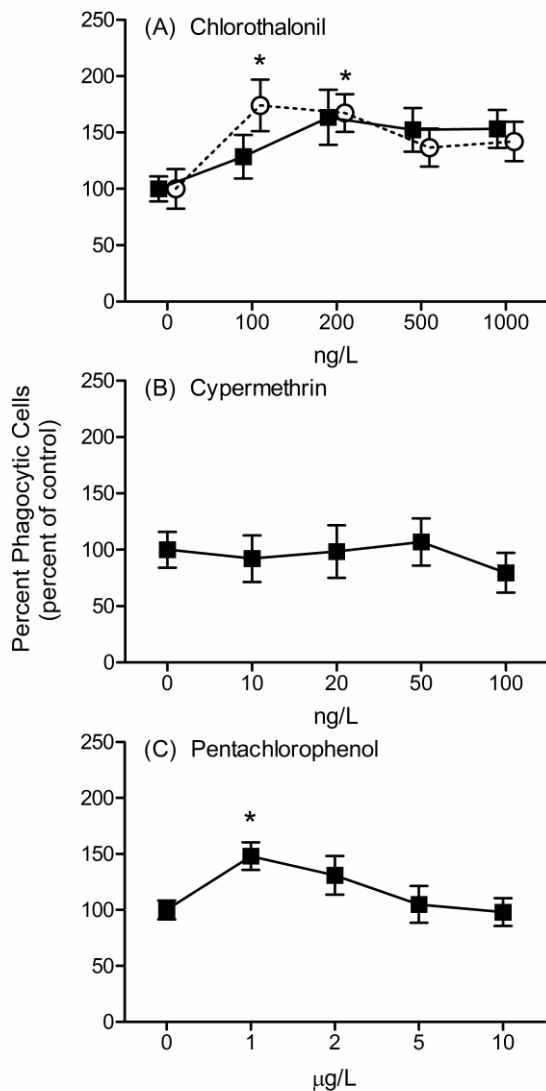 Percent Phagocytic Cells
(percent of control)
(A) Chlorothalonil
250
200
150
100
50
0
*
*
0 100 200 500 1000
ng/L
(B) Cypermethrin
250
200
150
100
50
0
0 10 20 50 100
ng/L
(C) Pentachlorophenol
250
200
150
100
50
0
*
0 1 2 5 10
μg/L